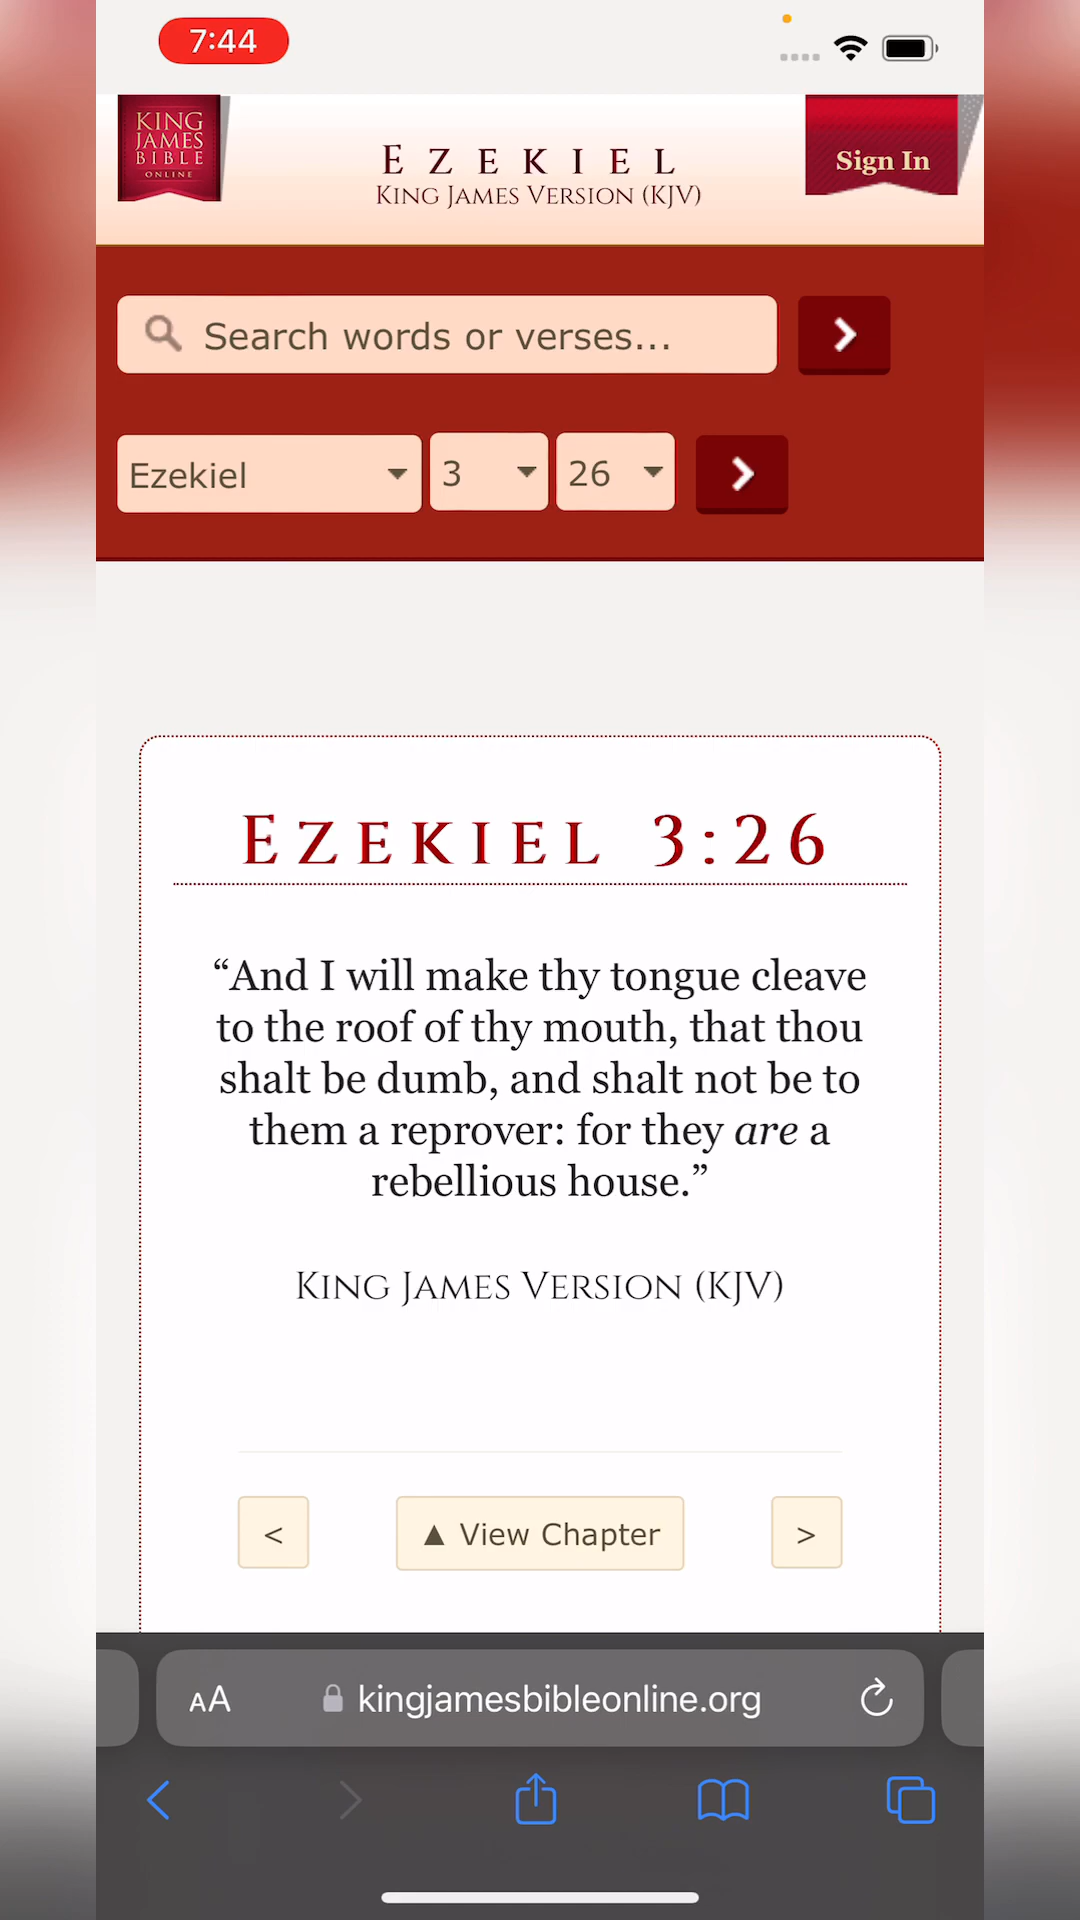 7:44
KING
JAMES
BIBLE
ONLINE
EZEKIEL
KING JAMES VERSION (KJV)
Sign In
Search words or verses...
Ezekiel
3
26
EZEKIEL 3:26
“And I will make thy tongue cleave
to the roof of thy mouth, that thou
shalt be dumb, and shalt not be to
them a reprover: for they are a
rebellious house.”
KING JAMES VERSION (KJV)
<
▲ View Chapter
>
AA
kingjamesbibleonline.org